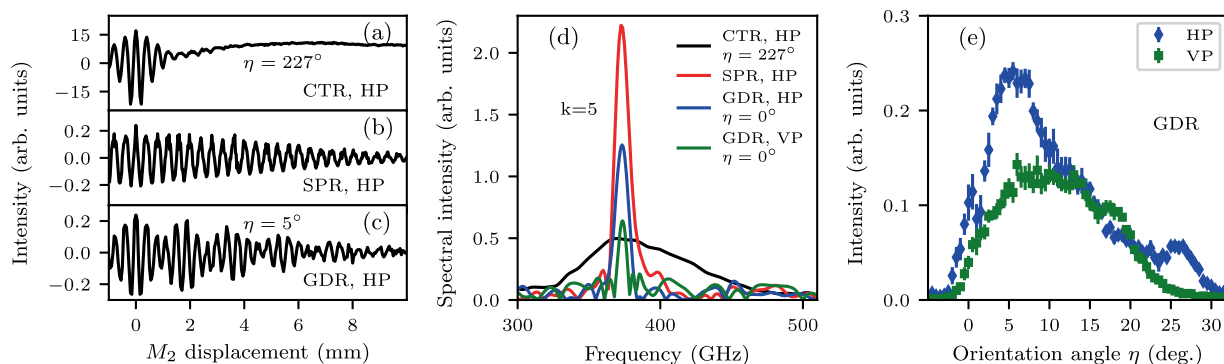 Intensity (arb. units)
15
0
−15
(a)
η = 227°
CTR, HP
0.2
0.0
−0.2
(b)
SPR, HP
0.2
0.0
−0.2
(c)
η = 5°
GDR, HP
0 2 4 6 8
M2 displacement (mm)
Spectral intensity (arb. units)
2.0
1.5
1.0
0.5
0.0
(d)
k=5
CTR, HP
η = 227°
SPR, HP
GDR, HP
η = 0°
GDR, VP
η = 0°
300 400 500
Frequency (GHz)
Intensity (arb. units)
0.3
0.2
0.1
0.0
(e)
HP
VP
GDR
0 5 10 15 20 25 30
Orientation angle η (deg.)